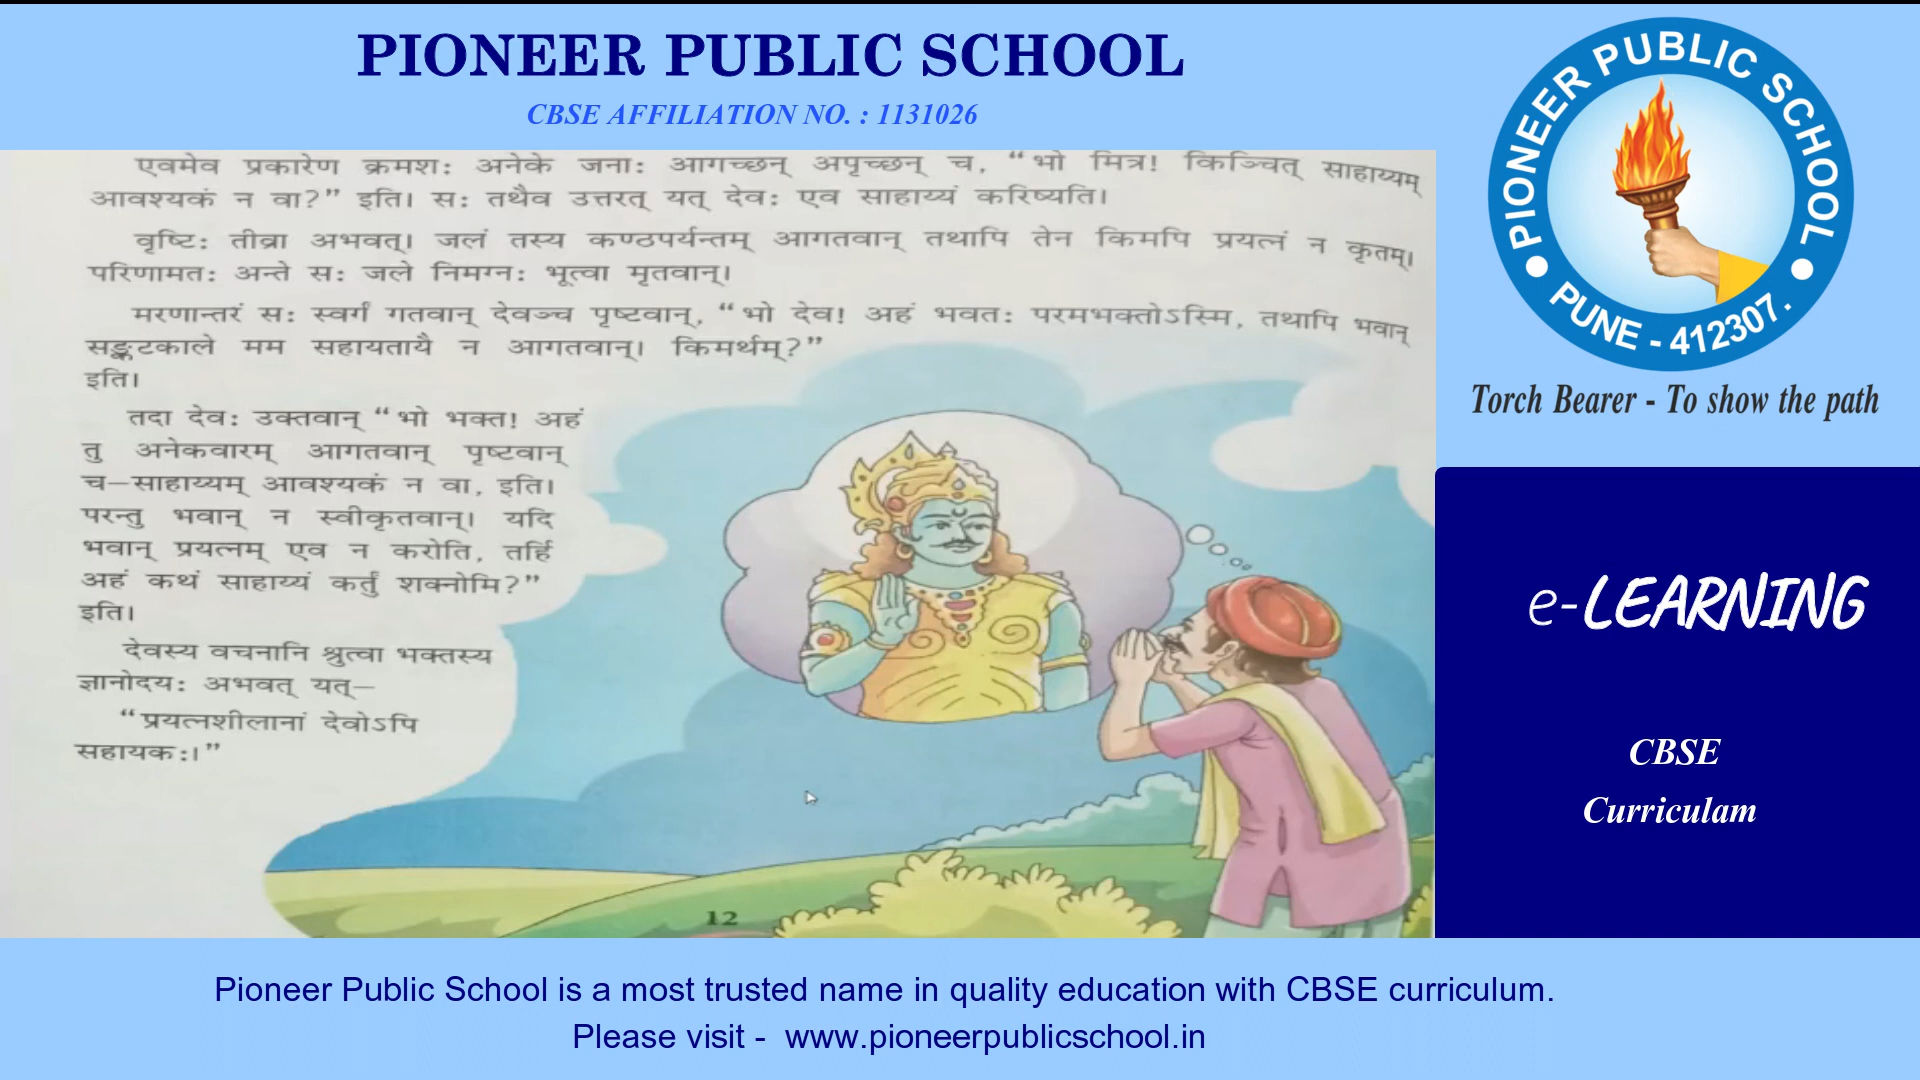 PIONEER PUBLIC SCHOOL
CBSE AFFILIATION NO. : 1131026
एवमेव प्रकारेण क्रमशः अनेके जनाः आगच्छन् अपृच्छन् च, “भो मित्र! किञ्चित् साहाय्यम्
आवश्यकं न वा?” इति। सः तथैव उत्तरत् यत् देवः एव साहाय्यं करिष्यति।
वृष्टिः तीव्रा अभवत्। जलं तस्य कण्ठपर्यन्तम् आगतवान् तथापि तेन किमपि प्रयत्नं न कृतम्।
परिणामतः अन्ते सः जले निमग्नः भूत्वा मृतवान्।
मरणान्तरं सः स्वर्गं गतवान् देवञ्च पृष्टवान्, “भो देव! अहं भवतः परमभक्तोऽस्मि, तथापि भवान्
सङ्कटकाले मम सहायतायै न आगतवान्। किमर्थम्?”
इति।
तदा देवः उक्तवान् “भो भक्त! अहं
तु अनेकवारम् आगतवान् पृष्टवान्
च—साहाय्यम् आवश्यकं न वा, इति।
परन्तु भवान् न स्वीकृतवान्। यदि
भवान् प्रयत्नम् एव न करोति, तर्हि
अहं कथं साहाय्यं कर्तुं शक्नोमि?”
इति।
देवस्य वचनानि श्रुत्वा भक्तस्य
ज्ञानोदयः अभवत् यत्—
“प्रयत्नशीलानां देवोऽपि
सहायकः।”
12
PIONEER PUBLIC SCHOOL
PUNE - 412307.
Torch Bearer - To show the path
e-LEARNING
CBSE
Curriculam
Pioneer Public School is a most trusted name in quality education with CBSE curriculum.
Please visit - www.pioneerpublicschool.in